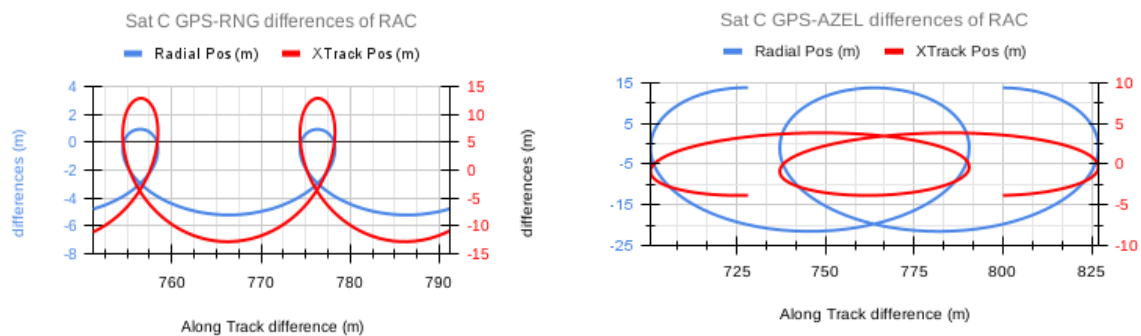 Sat C GPS-RNG differences of RAC
Radial Pos (m) XTrack Pos (m)
4
2
0
-2
-4
-6
-8
differences (m)
15
10
5
0
-5
-10
-15
differences (m)
760 770 780 790
Along Track difference (m)
Sat C GPS-AZEL differences of RAC
Radial Pos (m) XTrack Pos (m)
15
5
-5
-15
-25
10
5
0
-5
-10
725 750 775 800 825
Along Track difference (m)